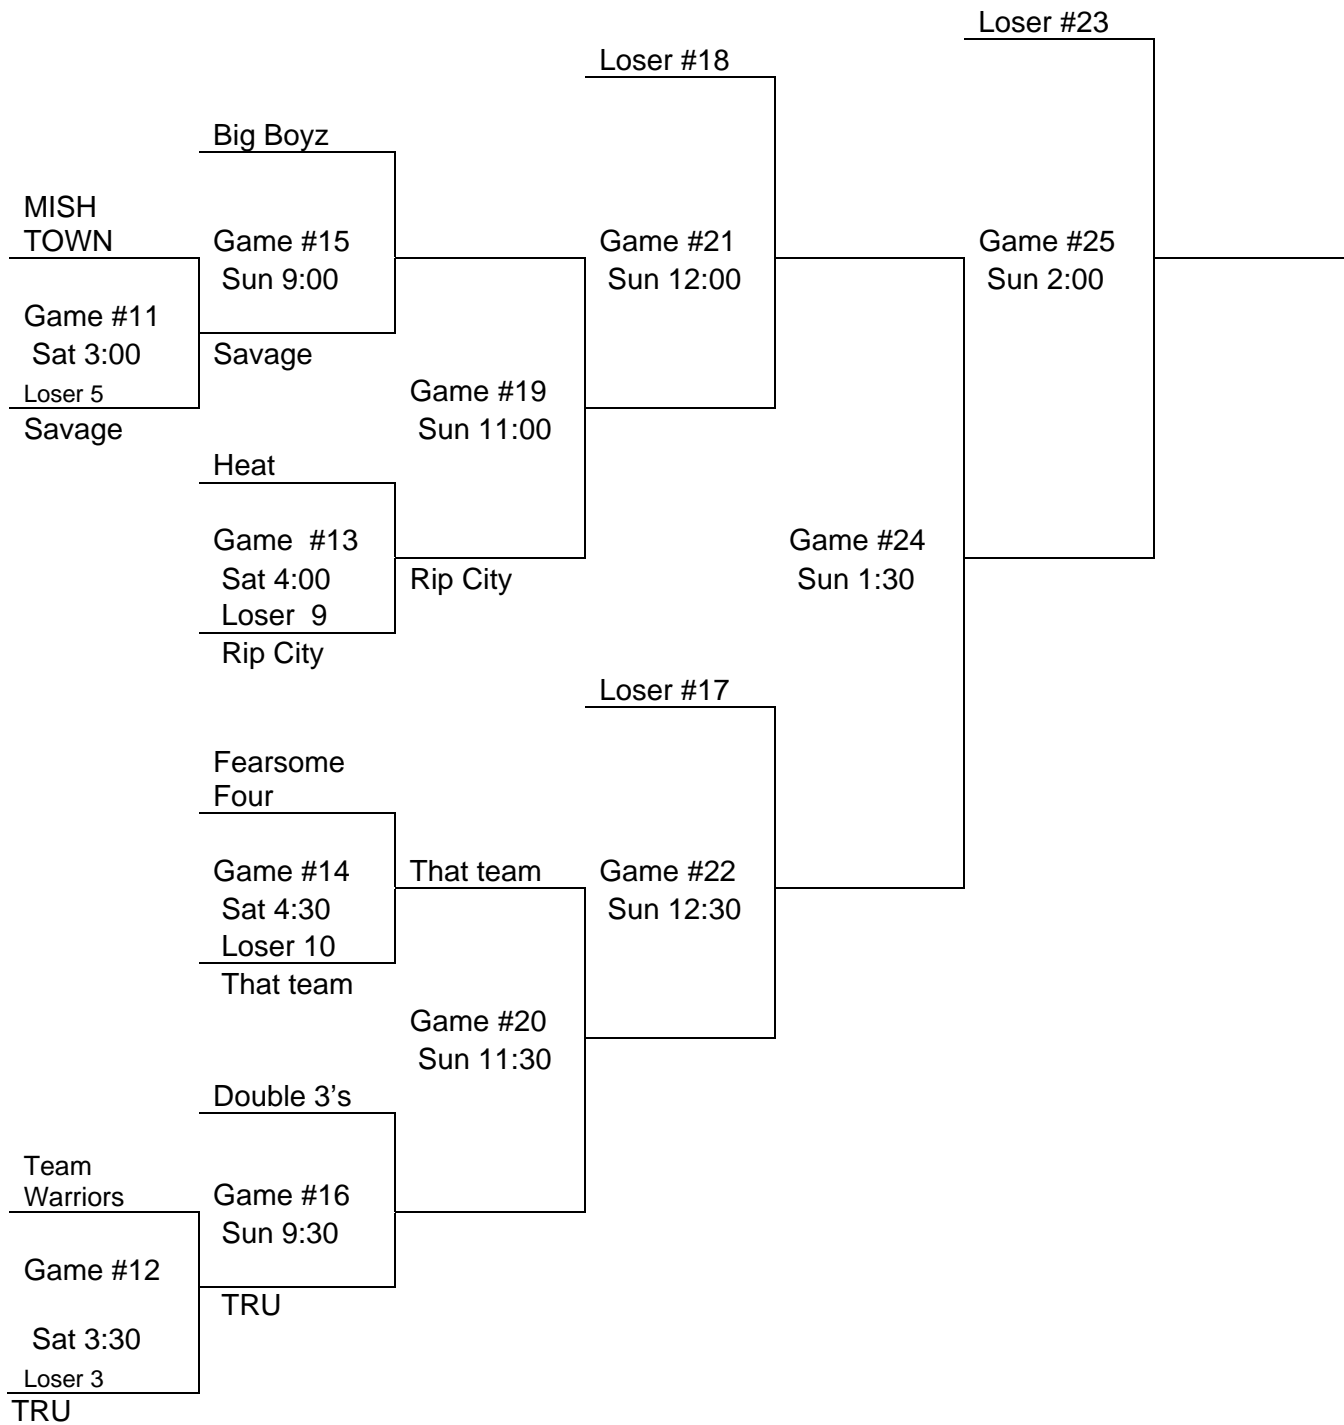 Loser #23
Loser #18
Big Boyz
MISH
TOWN
Game #15
Sun 9:00
Game #21
Sun 12:00
Game #25
Sun 2:00
Game #11
Sat 3:00
Loser 5
Savage
Savage
Game #19
Sun 11:00
Heat
Game  #13
Sat 4:00
Loser  9
Rip City
Rip City
Game #24
Sun 1:30
Loser #17
Fearsome
Four
Game #14
Sat 4:30
Loser 10
That team
That team
Game #22
Sun 12:30
Game #20
Sun 11:30
Double 3’s
Team
Warriors
Game #16
Sun 9:30
Game #12
Sat 3:30
Loser 3
TRU
TRU